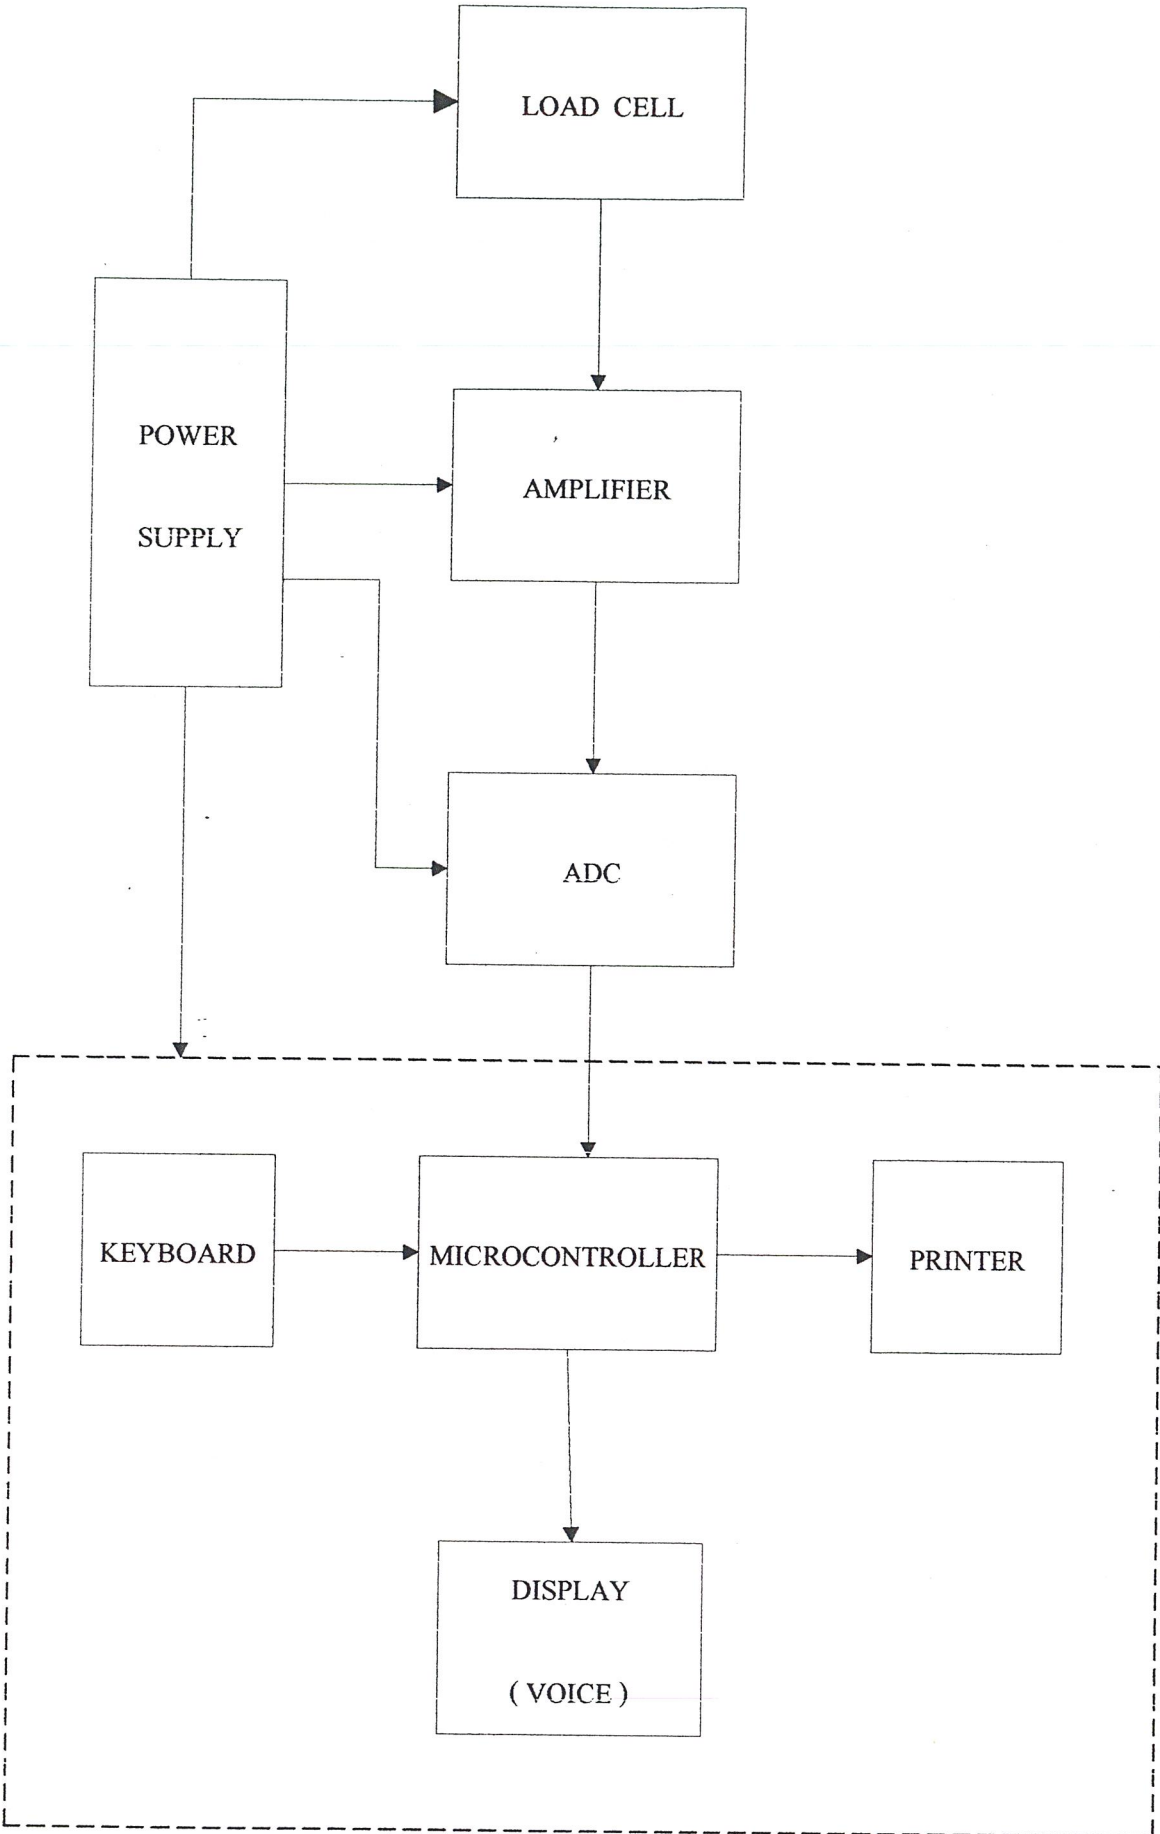 LOAD CELL
POWER
SUPPLY
AMPLIFIER
ADC
KEYBOARD
MICROCONTROLLER
PRINTER
DISPLAY
( VOICE )